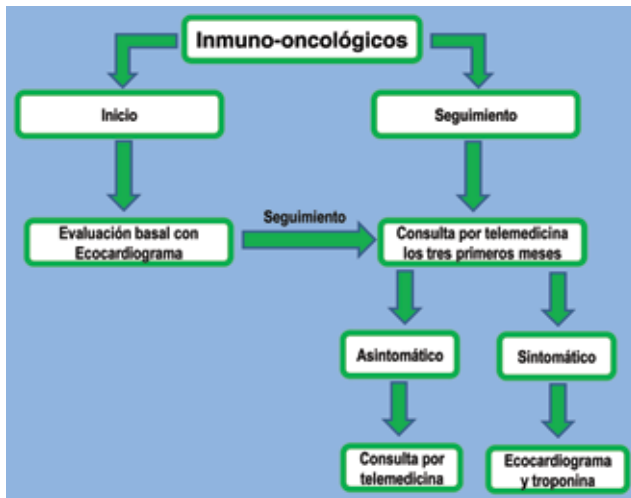 Inmuno-oncológicos
Inicio
Seguimiento
Evaluación basal con
Ecocardiograma
Seguimiento
Consulta por telemedicina
los tres primeros meses
Asintomático
Sintomático
Consulta por
telemedicina
Ecocardiograma
y troponina